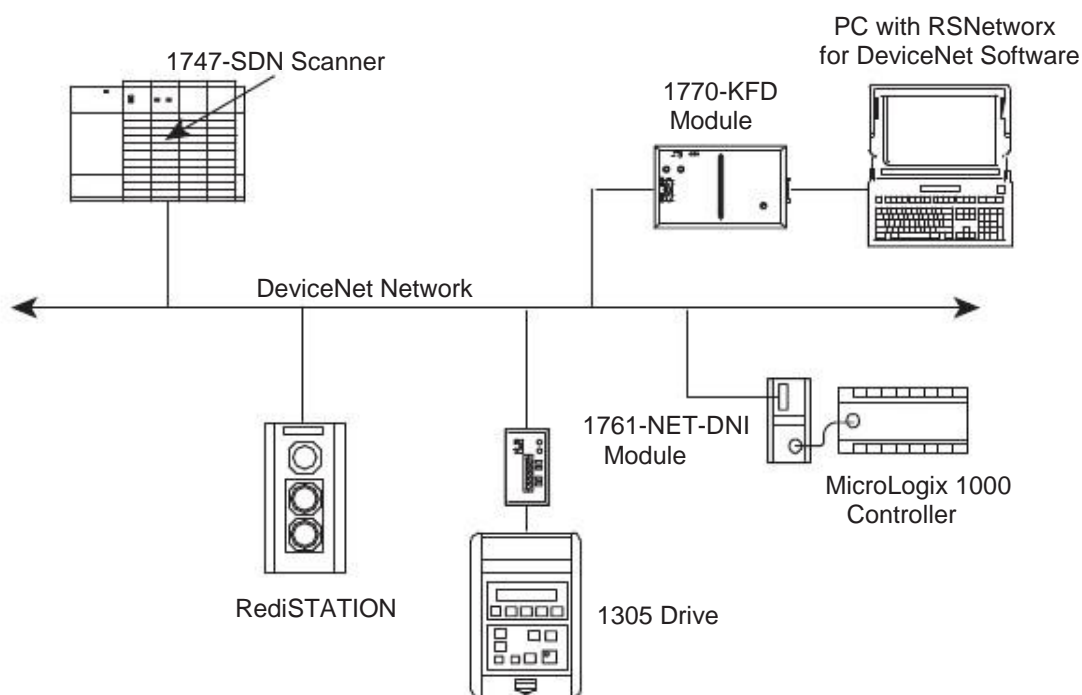 PC with RSNetworx
for DeviceNet Software
1747-SDN Scanner
1770-KFD
Module
DeviceNet Network
1761-NET-DNI
Module
MicroLogix 1000
Controller
RediSTATION
1305 Drive